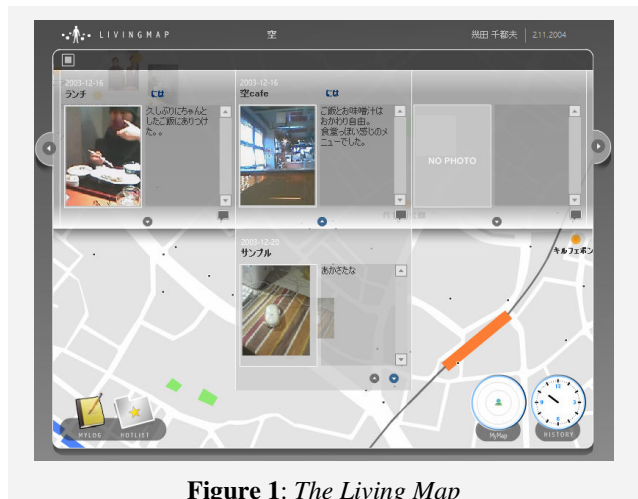 LIVINGMAP
空
幾田 千都夫
2.11.2004
2003-12-16
ランチ
には
久しぶりにちゃんと
したご飯にありつけ
た。。
2003-12-16
空cafe
には
ご飯とお味噌汁は
おかわり自由。
食堂っぽい感じのメ
ニューでした。
NO PHOTO
2003-12-20
サンプル
あかさたな
キルフェボン
MYLOG
HOTLIST
MyMap
HISTORY
Figure 1: The Living Map